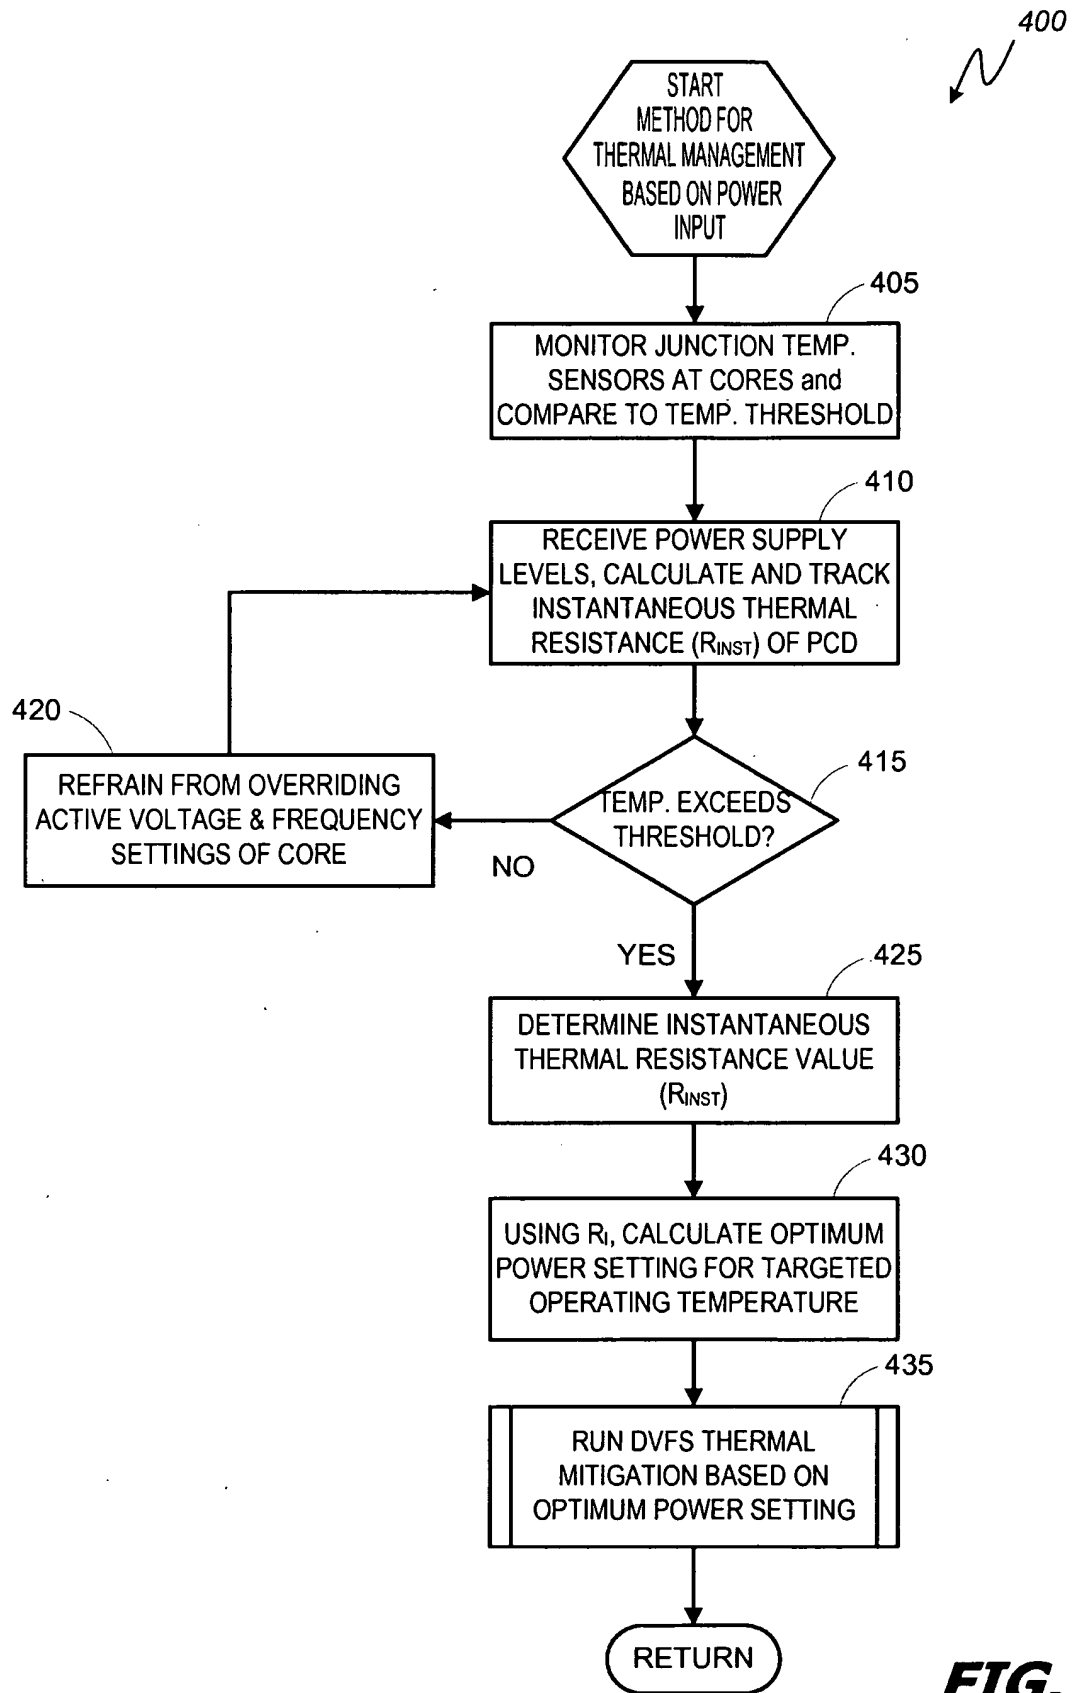 400
START
METHOD FOR
THERMAL MANAGEMENT
BASED ON POWER
INPUT
405
MONITOR JUNCTION TEMP.
SENSORS AT CORES and
COMPARE TO TEMP. THRESHOLD
410
RECEIVE POWER SUPPLY
LEVELS, CALCULATE AND TRACK
INSTANTANEOUS THERMAL
RESISTANCE (RINST) OF PCD
420
REFRAIN FROM OVERRIDING
ACTIVE VOLTAGE & FREQUENCY
SETTINGS OF CORE
415
TEMP. EXCEEDS
THRESHOLD?
NO
YES
425
DETERMINE INSTANTANEOUS
THERMAL RESISTANCE VALUE
(RINST)
430
USING RI, CALCULATE OPTIMUM
POWER SETTING FOR TARGETED
OPERATING TEMPERATURE
435
RUN DVFS THERMAL
MITIGATION BASED ON
OPTIMUM POWER SETTING
RETURN
FIG.